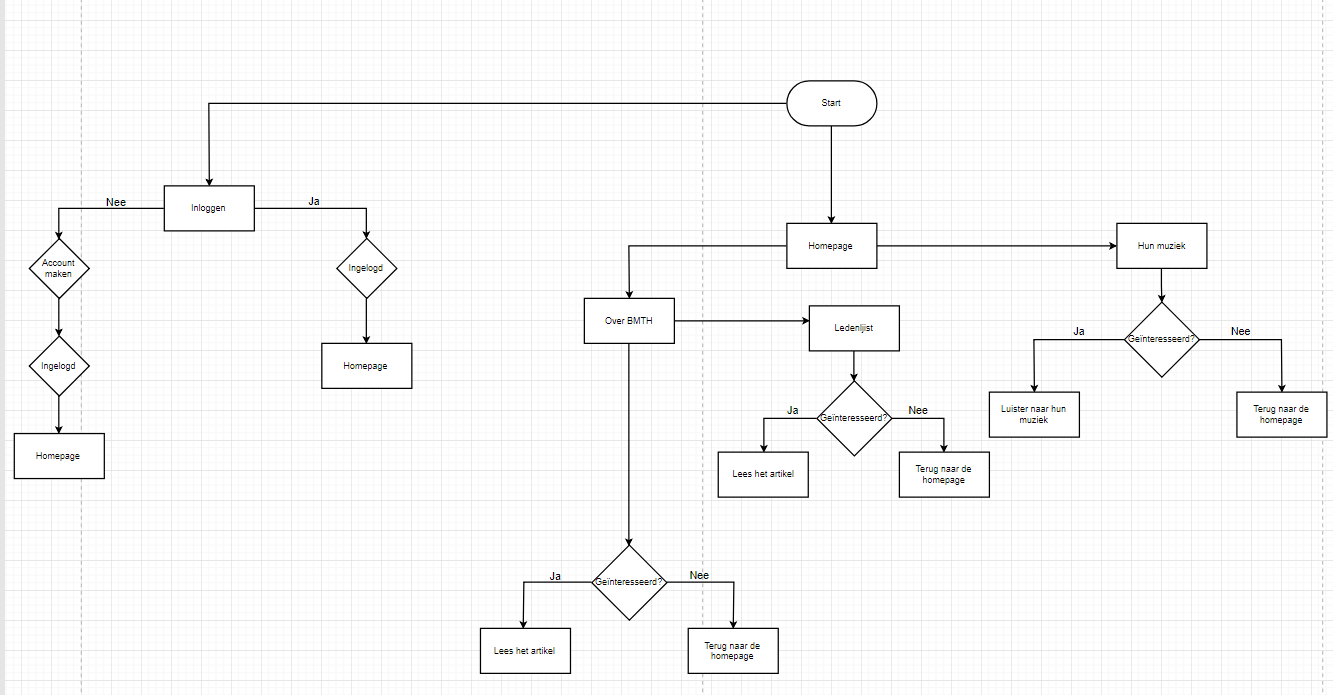 Start
Nee
Inloggen
Ja
Account
maken
Ingelogd
Homepage
Hun muziek
Ingelogd
Homepage
Over BMTH
Ledenljist
Ja
Geïnteresseerd?
Nee
Ingelogd
Homepage
Luister naar hun
muziek
Terug naar de
homepage
Ja
Geïnteresseerd?
Nee
Lees het artikel
Terug naar de
homepage
Ja
Geïnteresseerd?
Nee
Lees het artikel
Terug naar de
homepage